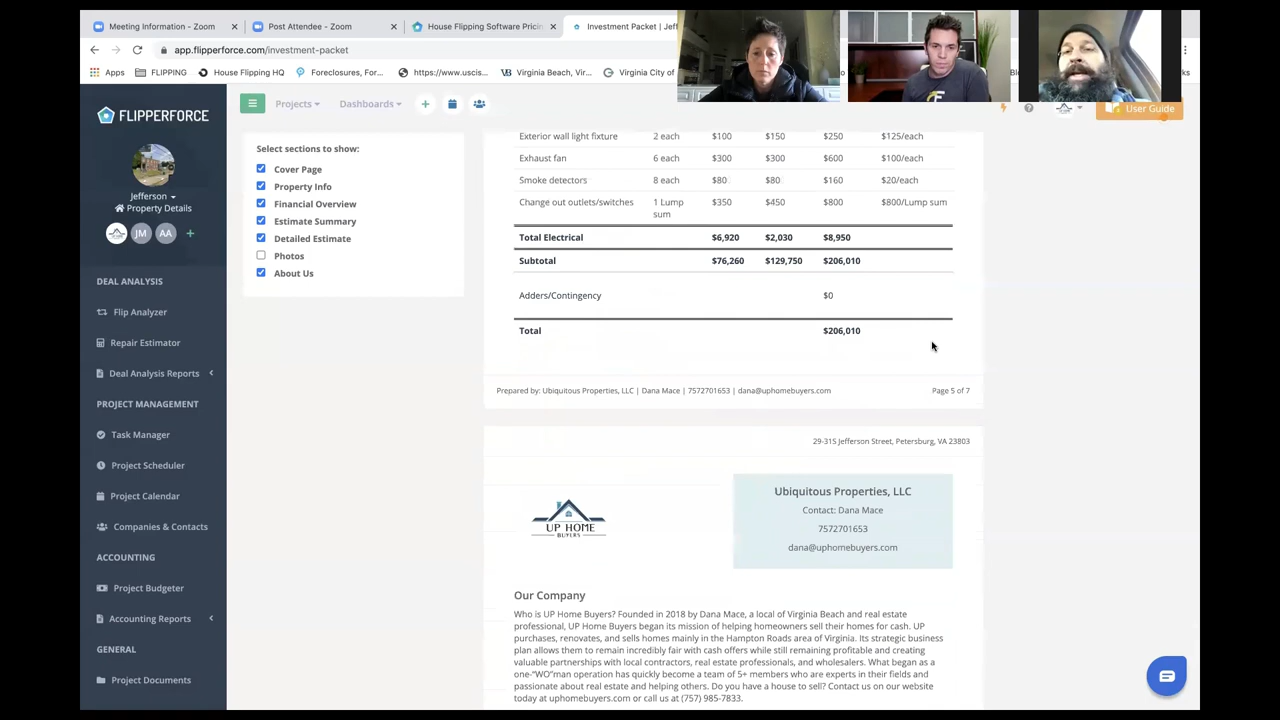 Meeting Information - Zoom
Post Attendee - Zoom
House Flipping Software Pricin
Investment Packet | Jeff
app.flipperforce.com/investment-packet
Apps
FLIPPING
House Flipping HQ
Foreclosures, For...
https://www.uscis...
Virginia Beach, Vir...
Virginia City of
FLIPPERFORCE
Projects
Dashboards
User Guide
Jefferson
Property Details
JM
AA
DEAL ANALYSIS
Flip Analyzer
Repair Estimator
Deal Analysis Reports
PROJECT MANAGEMENT
Task Manager
Project Scheduler
Project Calendar
Companies & Contacts
ACCOUNTING
Project Budgeter
Accounting Reports
GENERAL
Project Documents
Select sections to show:
Cover Page
Property Info
Financial Overview
Estimate Summary
Detailed Estimate
Photos
About Us
Exterior wall light fixture 2 each $100 $150 $250 $125/each
Exhaust fan 6 each $300 $300 $600 $100/each
Smoke detectors 8 each $80 $80 $160 $20/each
Change out outlets/switches 1 Lump sum $350 $450 $800 $800/Lump sum
Total Electrical $6,920 $2,030 $8,950
Subtotal $76,260 $129,750 $206,010
Adders/Contingency $0
Total $206,010
Prepared by: Ubiquitous Properties, LLC | Dana Mace | 7572701653 | dana@uphomebuyers.com Page 5 of 7
29-315 Jefferson Street, Petersburg, VA 23803
UP HOME
BUYERS
Ubiquitous Properties, LLC
Contact: Dana Mace
7572701653
dana@uphomebuyers.com
Our Company
Who is UP Home Buyers? Founded in 2018 by Dana Mace, a local of Virginia Beach and real estate
professional, UP Home Buyers began its mission of helping homeowners sell their homes for cash. UP
purchases, renovates, and sells homes mainly in the Hampton Roads area of Virginia. Its strategic business
plan allows them to remain incredibly fair with cash offers while still remaining profitable and creating
valuable partnerships with local contractors, real estate professionals, and wholesalers. What began as a
one-"WO"man operation has quickly become a team of 5+ members who are experts in their fields and
passionate about real estate and helping others. Do you have a house to sell? Contact us on our website
today at uphomebuyers.com or call us at (757) 985-7833.